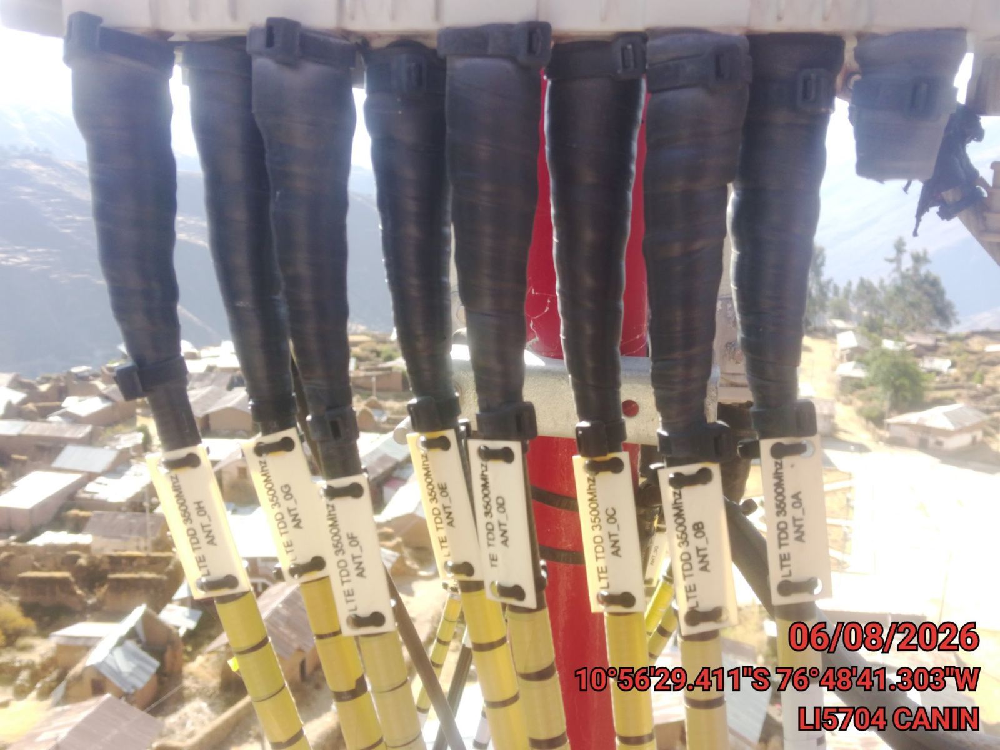 LTE TDD 3500Mhz
ANT_0H
LTE TDD 3500Mhz
ANT_0G
LTE TDD 3500Mhz
ANT_0F
LTE TDD 3500Mhz
ANT_0E
TE TDD 3500Mhz
ANT_0D
LTE TDD 3500Mhz
ANT_0C
LTE TDD 3500Mhz
ANT_0B
LTE TDD 3500Mhz
ANT_0A
06/08/2026
10°56'29.411"S 76°48'41.303"W
LI5704 CANIN